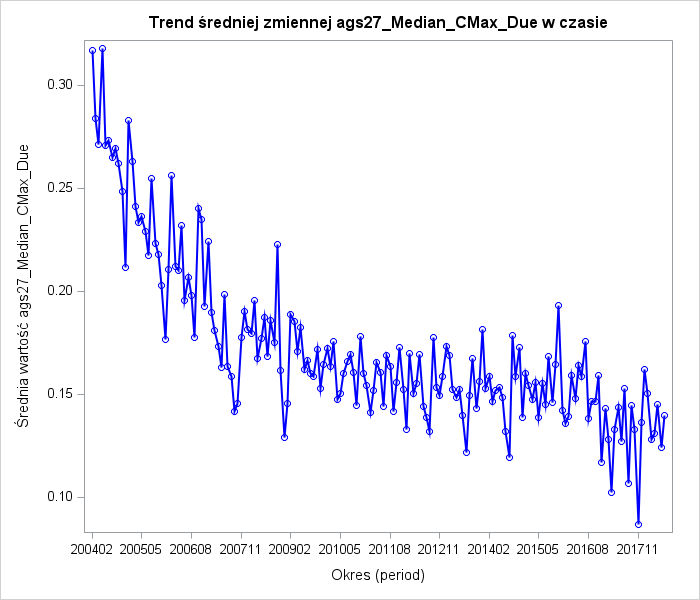 Trend średniej zmiennej ags27_Median_CMax_Due w czasie
Średnia wartość ags27_Median_CMax_Due
0.30
0.25
0.20
0.15
0.10
200402 200505 200608 200711 200902 201005 201108 201211 201402 201505 201608 201711
Okres (period)